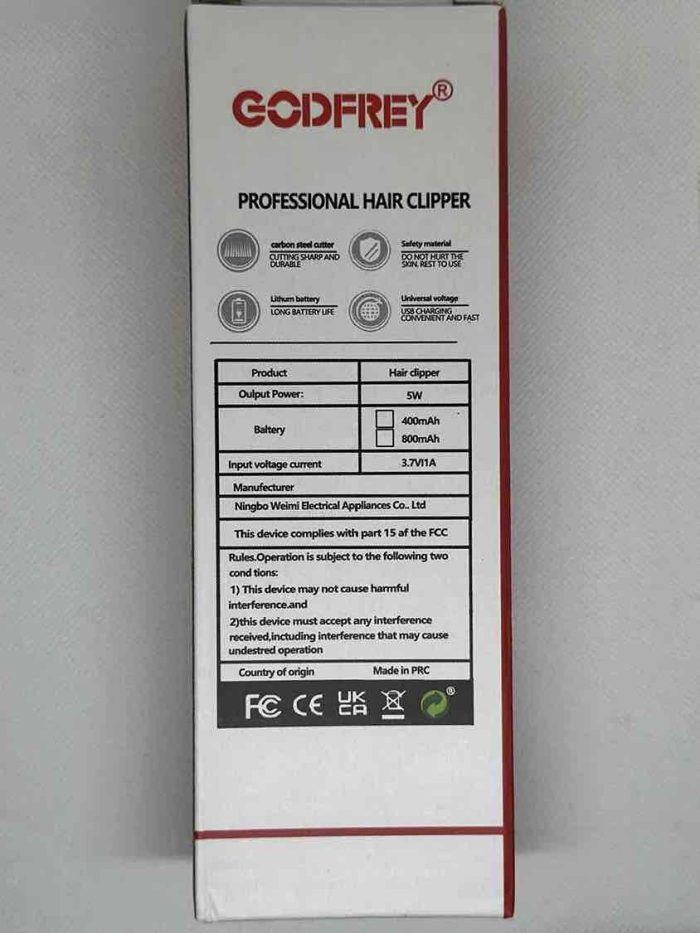 GODFREY®
PROFESSIONAL HAIR CLIPPER
carbon steel cutter
CUTTING SHARP AND
DURABLE
Safety material
DO NOT HURT THE
SKIN. REST TO USE
Lithum battery
LONG BATTERY LIFE
Universal voltage
USB CHARGING
CONVENIENT AND FAST
Product Hair clipper
Oulput Power: 5W
Baltery
400mAh
800mAh
Input voltage current 3.7VI1A
Manufecturer
Ningbo Weimi Electrical Appliances Co.. Ltd
This device complies with part 15 af the FCC
Rules.Operation is subject to the following two
cond tions:
1) This device may not cause harmful
interference.and
2)this device must accept any interference
received,including interference that may cause
undestred operation
Country of origin Made in PRC
FC CE UK
CA ®